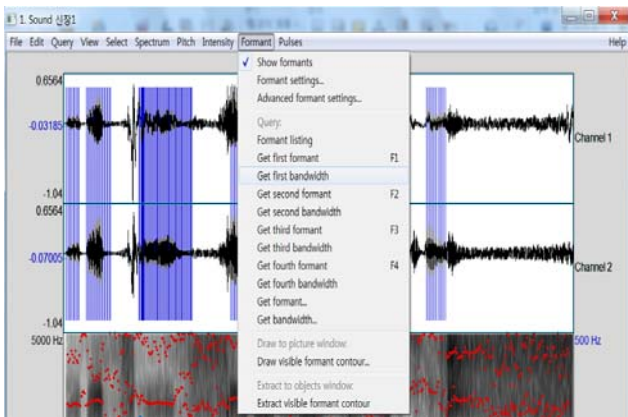 1. Sound 신장1
File Edit Query View Select Spectrum Pitch Intensity Formant Pulses Help
Show formants
Formant settings...
Advanced formant settings...
Query:
Formant listing
Get first formant F1
Get first bandwidth
Get second formant F2
Get second bandwidth
Get third formant F3
Get third bandwidth
Get fourth formant F4
Get fourth bandwidth
Get formant...
Get bandwidth...
Draw to picture window:
Draw visible formant contour...
Extract to objects window:
Extract visible formant contour
0.6564
-0.03185
Channel 1
-1.04
0.6564
-0.07005
Channel 2
-1.04
5000 Hz
500 Hz